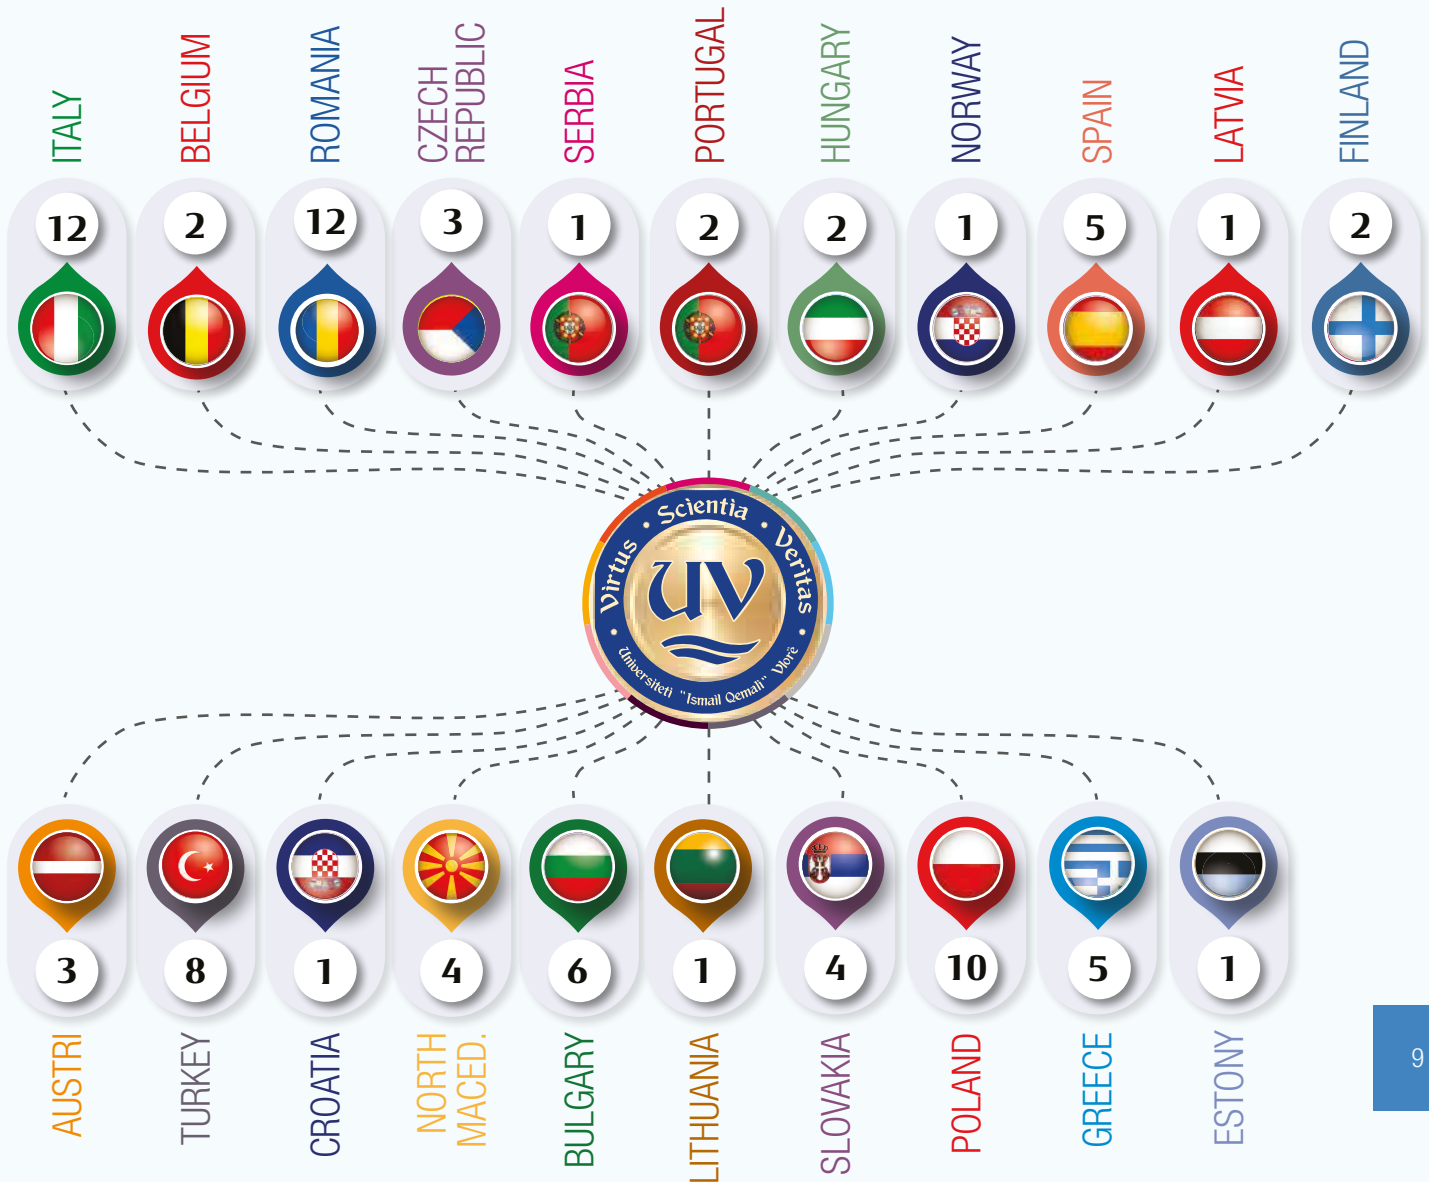 ITALY
BELGIUM
ROMANIA
CZECH
REPUBLIC
SERBIA
PORTUGAL
HUNGARY
NORWAY
SPAIN
LATVIA
FINLAND
12
2
12
3
1
2
2
1
5
1
2
Virtus • Scientia • Veritas
UV
Universiteti "Ismail Qemali" Vlorë
3
8
1
4
6
1
4
10
5
1
AUSTRI
TURKEY
CROATIA
NORTH
MACED.
BULGARY
LITHUANIA
SLOVAKIA
POLAND
GREECE
ESTONY
9